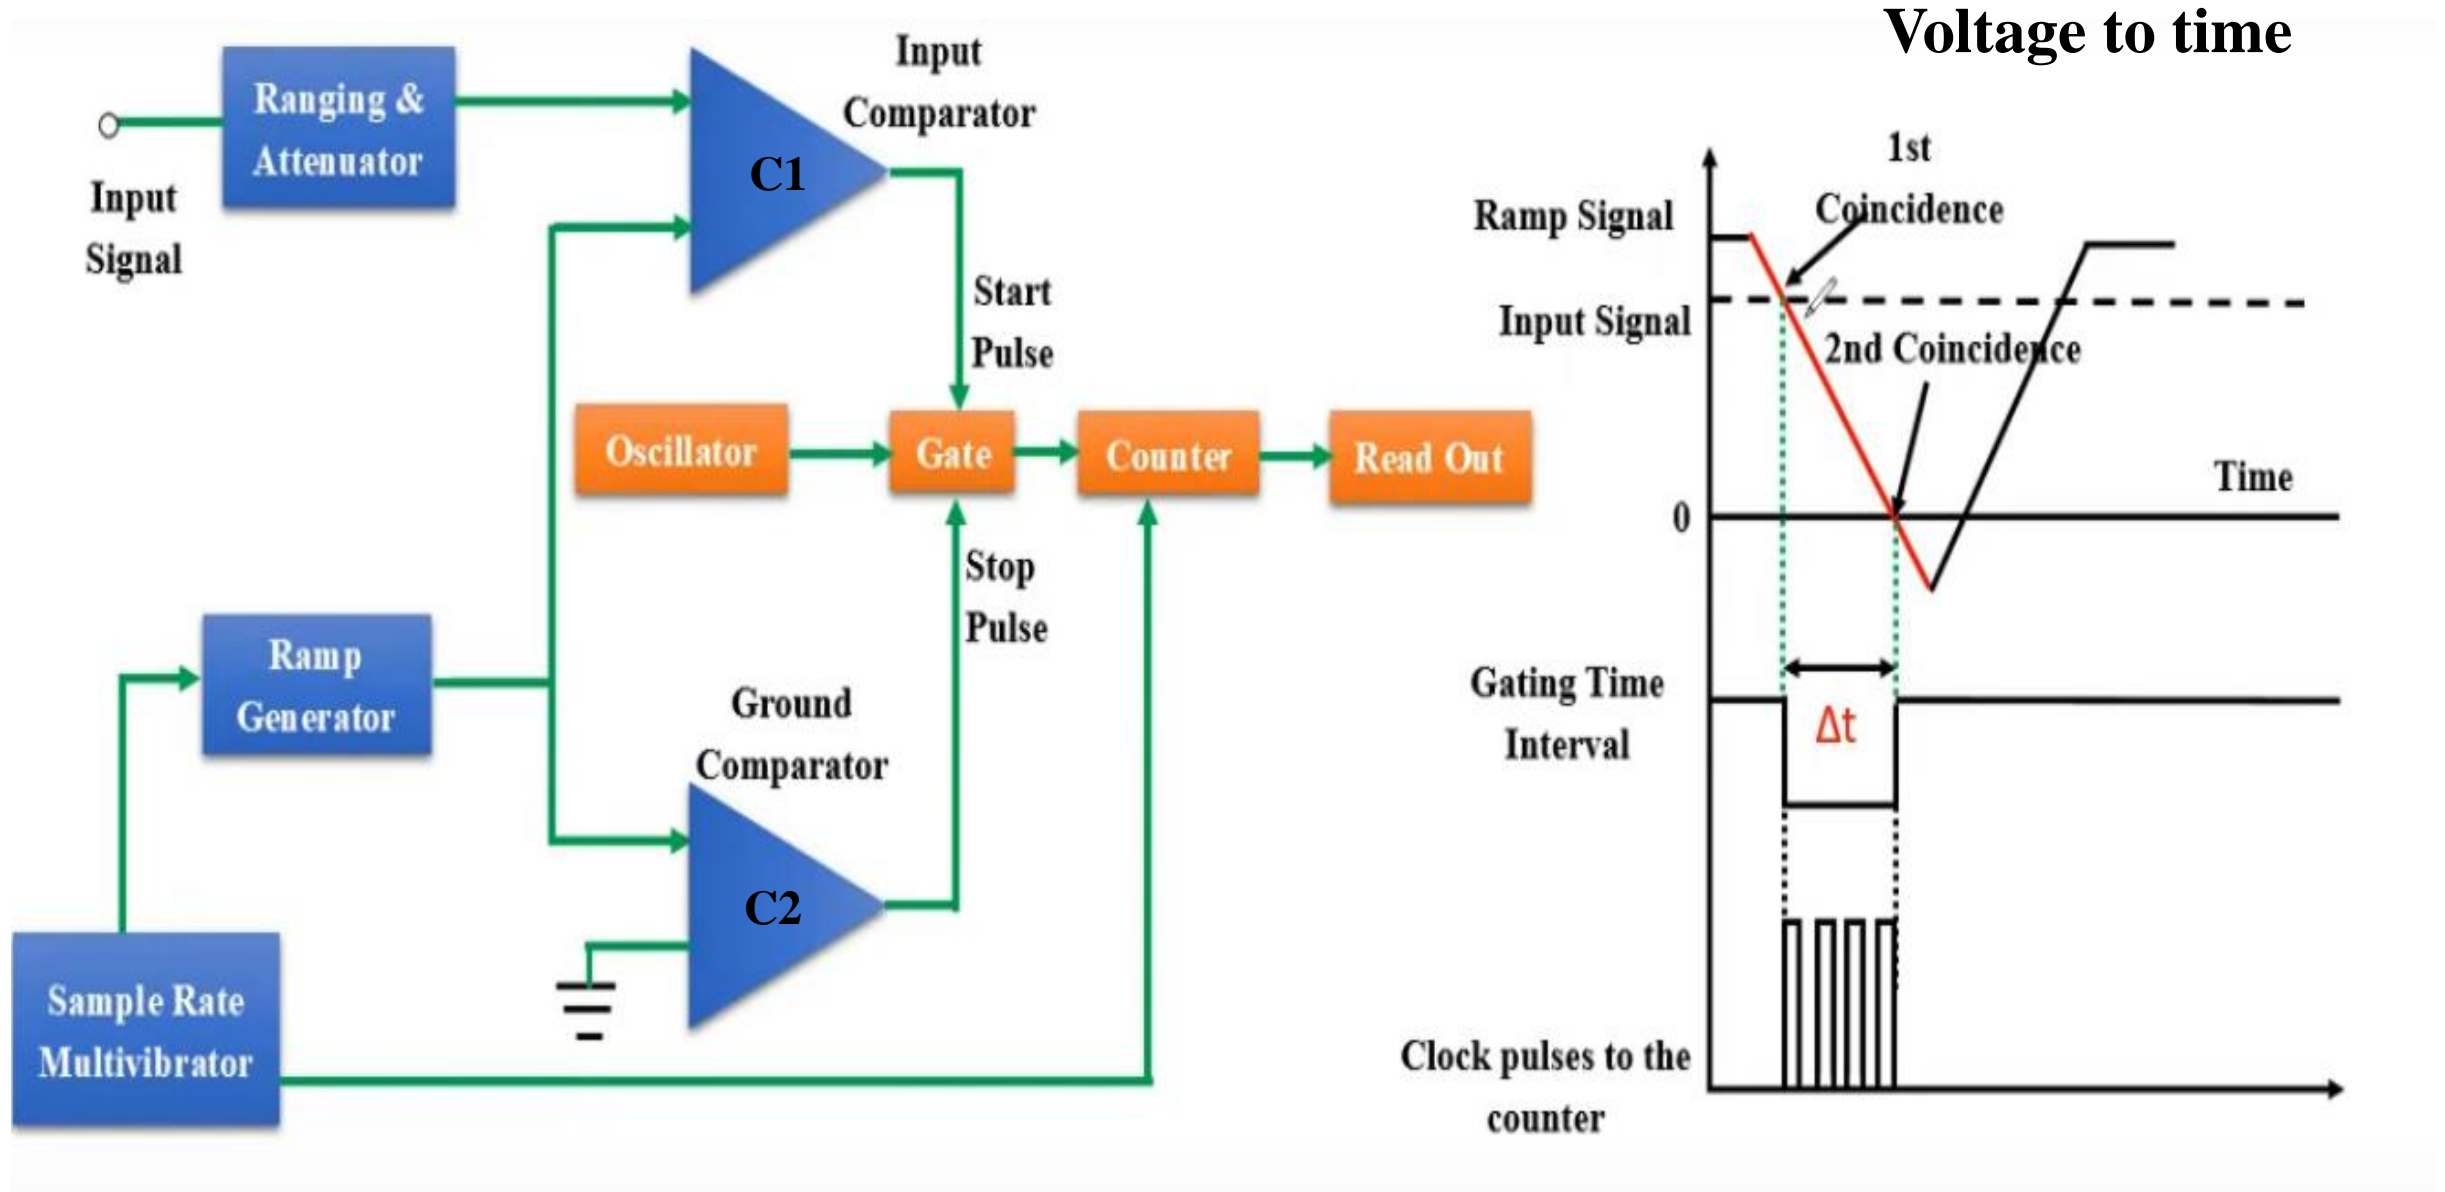 Voltage to time
Input
Comparator
Ranging &
Attenuator
C1
Input
Signal
Start
Pulse
Oscillator
Gate
Counter
Read Out
Stop
Pulse
Ramp
Generator
Ground
Comparator
C2
Sample Rate
Multivibrator
1st
Coincidence
Ramp Signal
Input Signal
2nd Coincidence
Time
0
Gating Time
Interval
Δt
Clock pulses to the
counter